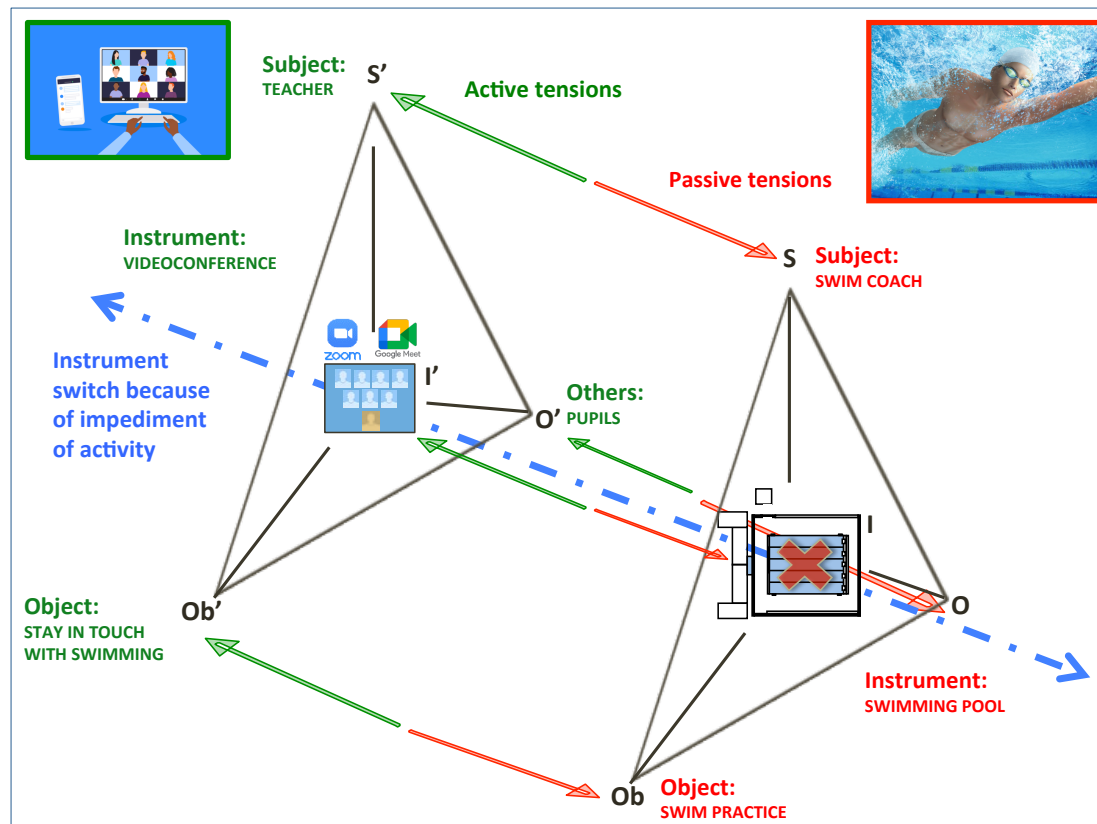 Subject:
TEACHER
S’
Active tensions
Passive tensions
Instrument:
VIDEOCONFERENCE
S
Subject:
SWIM COACH
zoom
Google Meet
Instrument
switch because
of impediment
of activity
I’
Others:
PUPILS
O’
I
Ob’
Object:
STAY IN TOUCH
WITH SWIMMING
O
Instrument:
SWIMMING POOL
Ob
Object:
SWIM PRACTICE